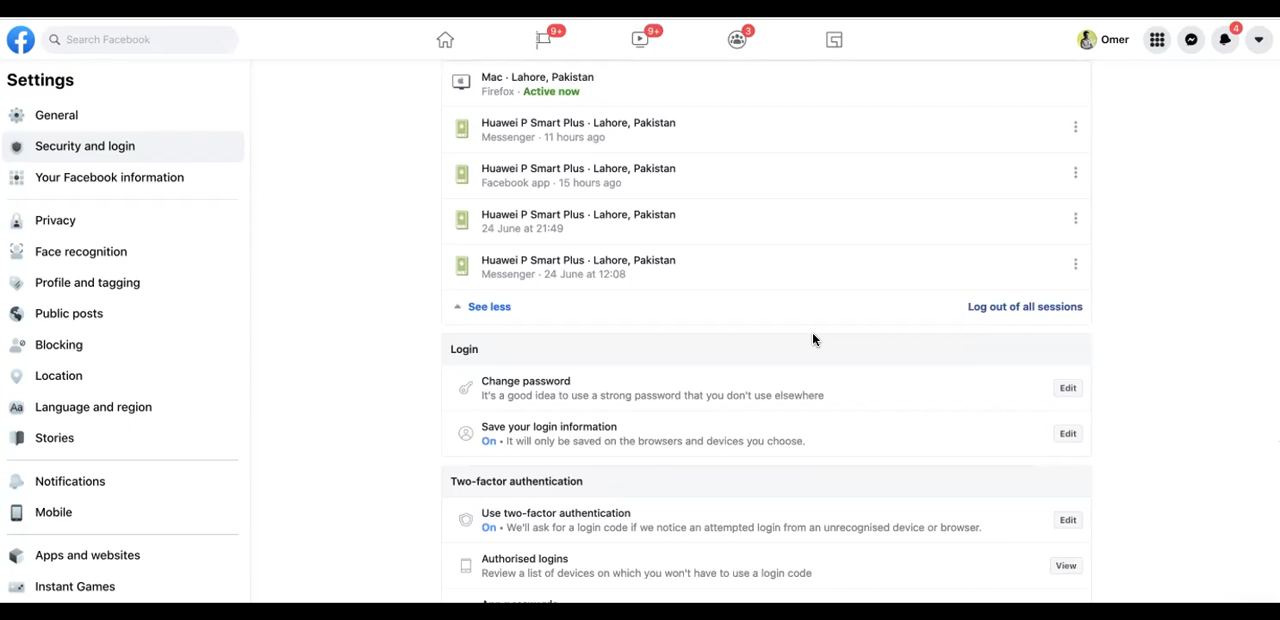 Search Facebook
9+
9+
3
Omer
4
Settings
General
Security and login
Your Facebook information
Privacy
Face recognition
Profile and tagging
Public posts
Blocking
Location
Language and region
Stories
Notifications
Mobile
Apps and websites
Instant Games
Mac · Lahore, Pakistan
Firefox · Active now
Huawei P Smart Plus · Lahore, Pakistan
Messenger · 11 hours ago
Huawei P Smart Plus · Lahore, Pakistan
Facebook app · 15 hours ago
Huawei P Smart Plus · Lahore, Pakistan
24 June at 21:49
Huawei P Smart Plus · Lahore, Pakistan
Messenger · 24 June at 12:08
See less
Log out of all sessions
Login
Change password
It's a good idea to use a strong password that you don't use elsewhere
Edit
Save your login information
On • It will only be saved on the browsers and devices you choose.
Edit
Two-factor authentication
Use two-factor authentication
On • We'll ask for a login code if we notice an attempted login from an unrecognised device or browser.
Edit
Authorised logins
Review a list of devices on which you won't have to use a login code
View